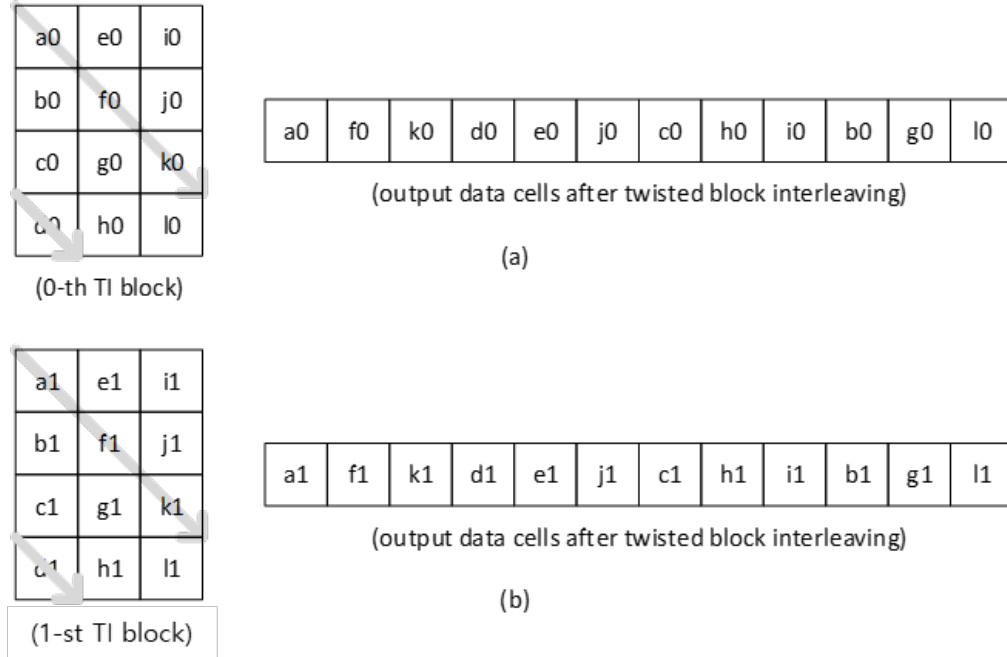 a0 e0 i0
b0 f0 j0
c0 g0 k0
d0 h0 l0
(0-th TI block)
a0 f0 k0 d0 e0 j0 c0 h0 i0 b0 g0 l0
(output data cells after twisted block interleaving)
(a)
a1 e1 i1
b1 f1 j1
c1 g1 k1
d1 h1 l1
(1-st TI block)
a1 f1 k1 d1 e1 j1 c1 h1 i1 b1 g1 l1
(output data cells after twisted block interleaving)
(b)